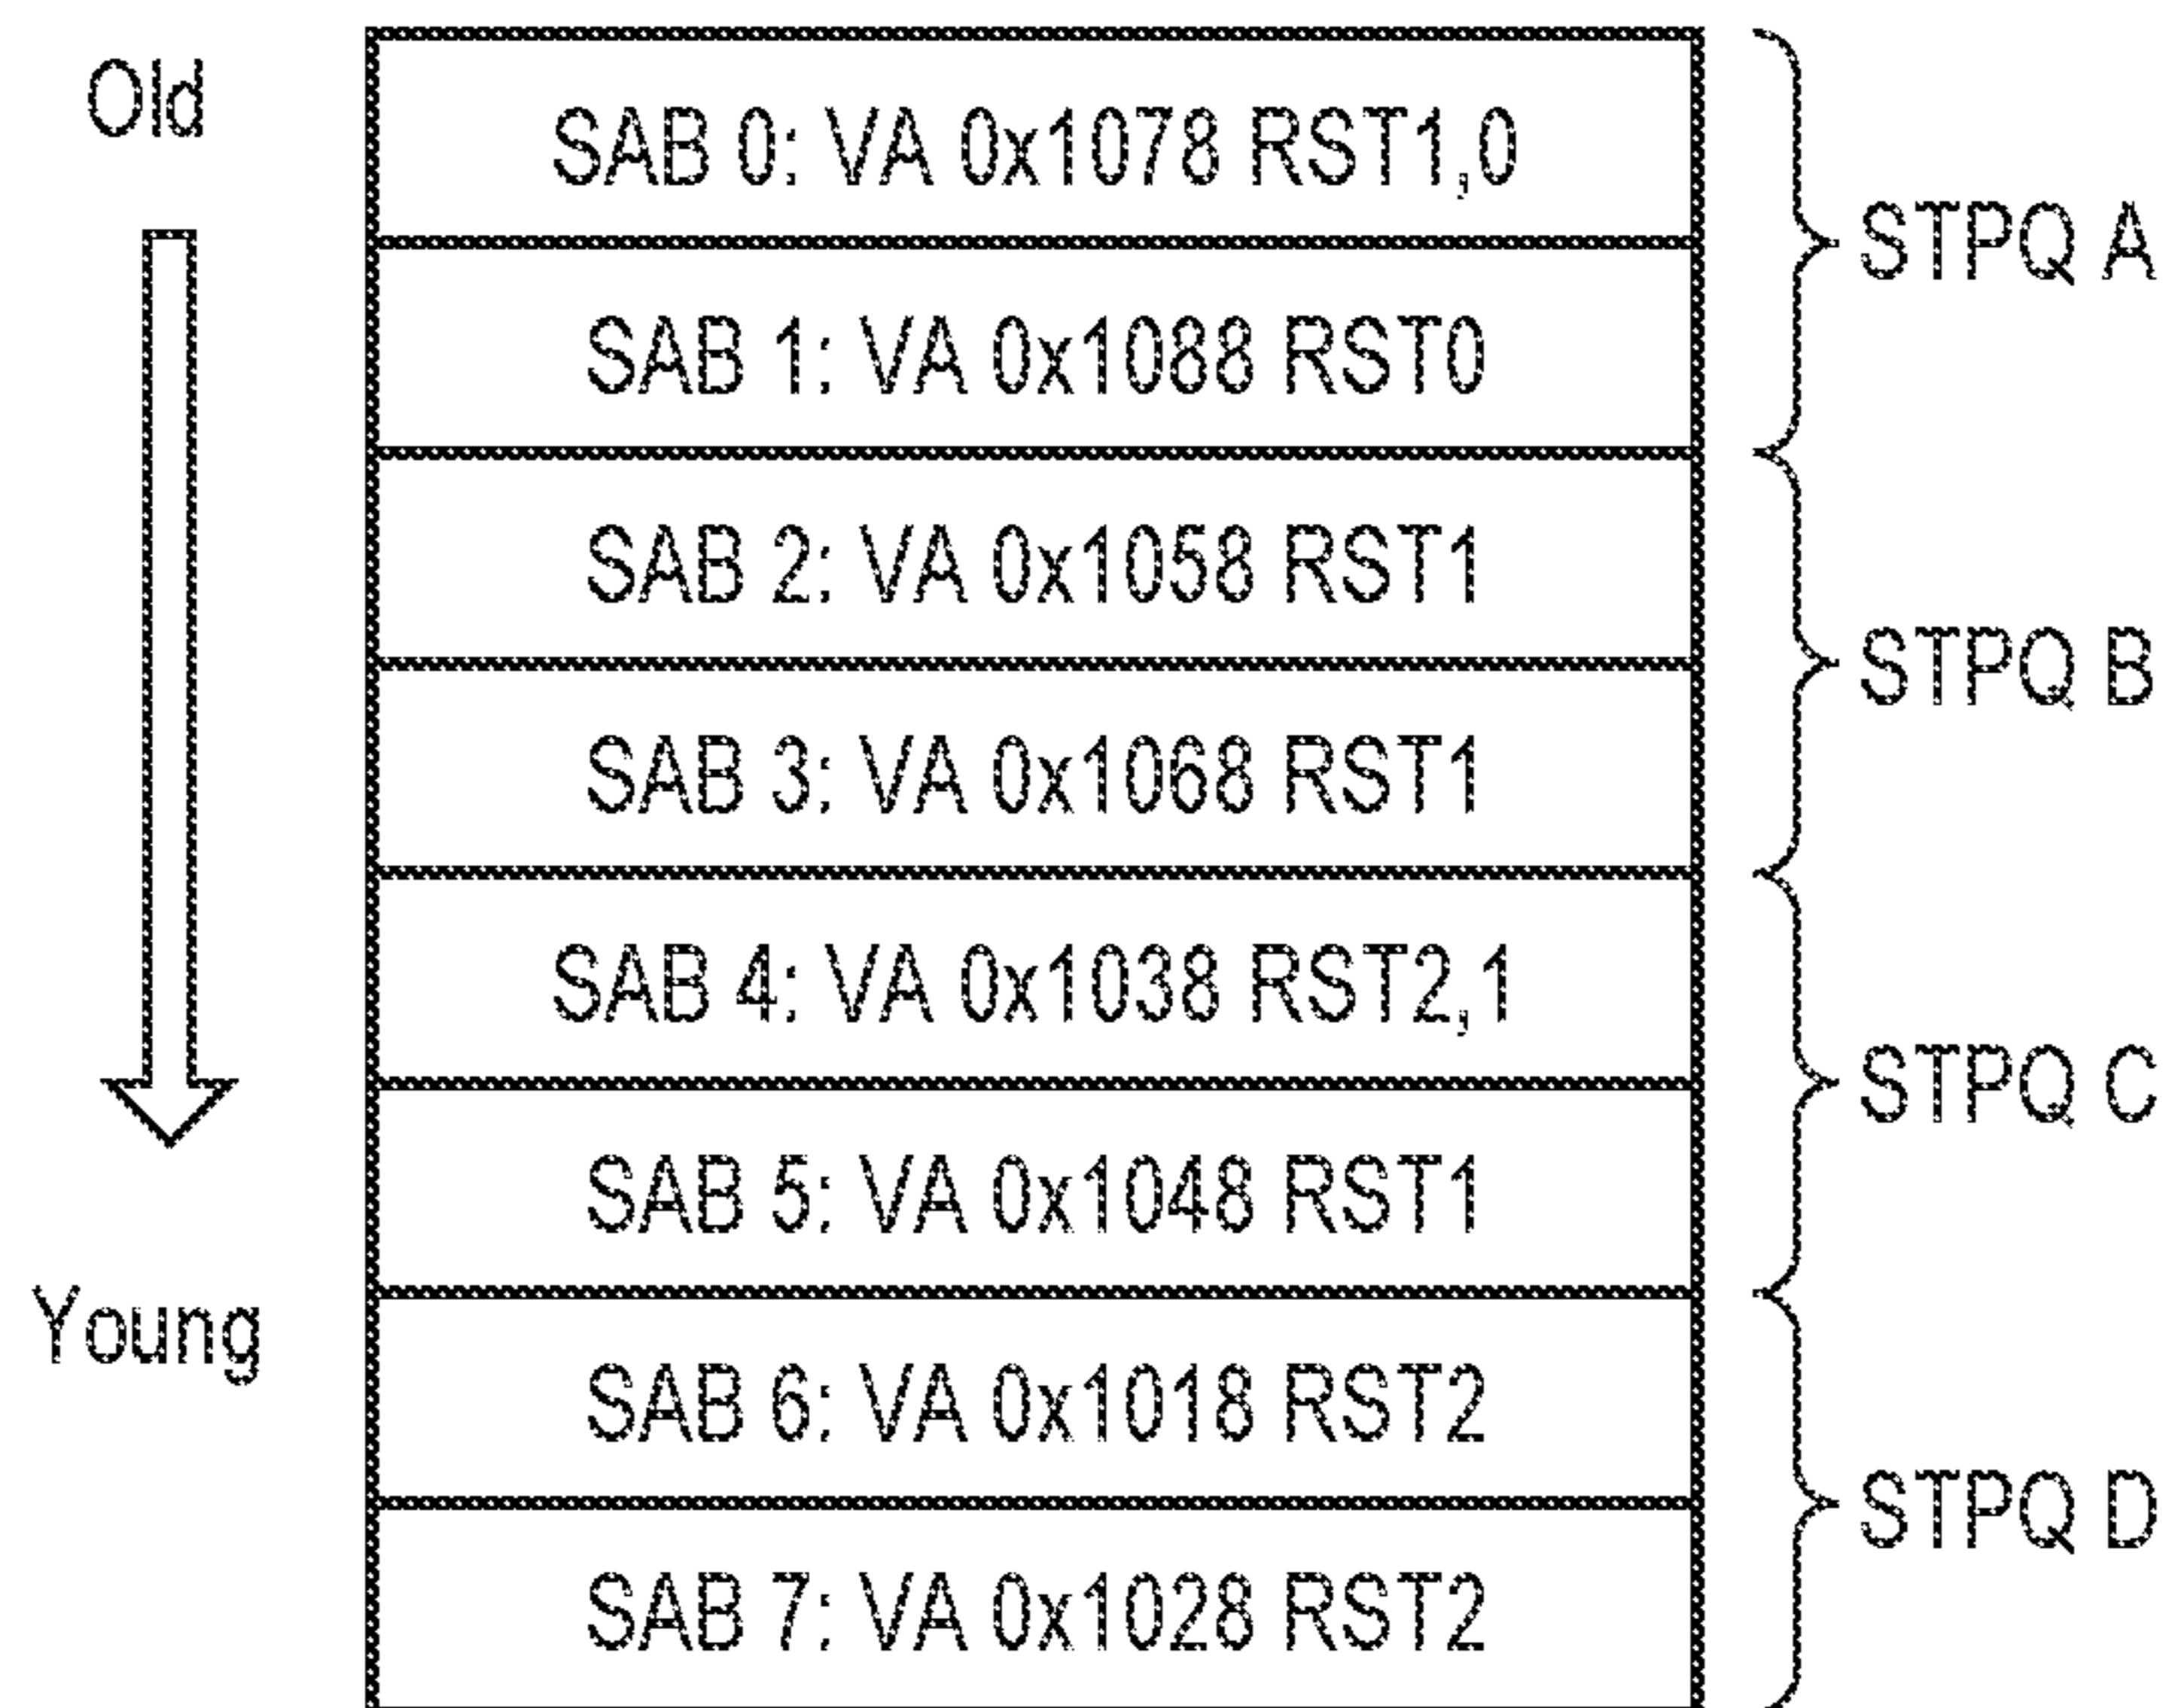 Old
SAB 0: VA 0x1078 RST1,0
STPQ A
SAB 1: VA 0x1088 RST0
SAB 2: VA 0x1058 RST1
STPQ B
SAB 3: VA 0x1068 RST1
SAB 4: VA 0x1038 RST2,1
STPQ C
SAB 5: VA 0x1048 RST1
Young
SAB 6: VA 0x1018 RST2
STPQ D
SAB 7: VA 0x1028 RST2